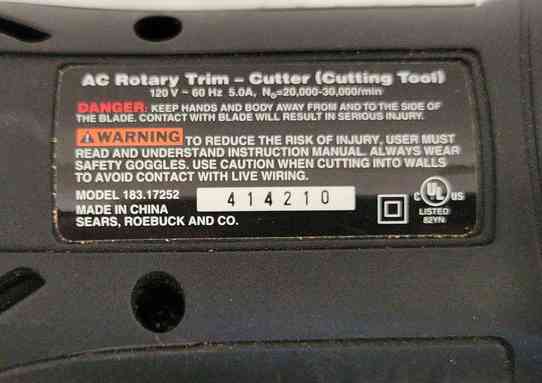 AC Rotary Trim – Cutter (Cutting Tool)
120 V ~ 60 Hz 5.0A, N₀=20,000-30,000/min
DANGER: KEEP HANDS AND BODY AWAY FROM AND TO THE SIDE OF
THE BLADE. CONTACT WITH BLADE WILL RESULT IN SERIOUS INJURY.
WARNING TO REDUCE THE RISK OF INJURY, USER MUST
READ AND UNDERSTAND INSTRUCTION MANUAL. ALWAYS WEAR
SAFETY GOGGLES. USE CAUTION WHEN CUTTING INTO WALLS
TO AVOID CONTACT WITH LIVE WIRING.
MODEL 183.17252
414210
MADE IN CHINA
SEARS, ROEBUCK AND CO.
C UL US
LISTED
82YN